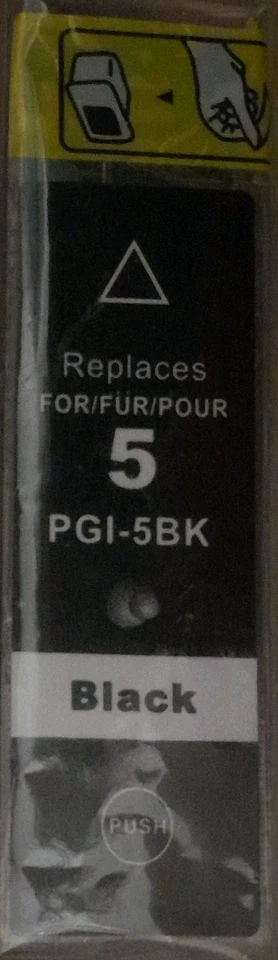 Replaces
FOR/FÜR/POUR
5
PGI-5BK
Black
PUSH